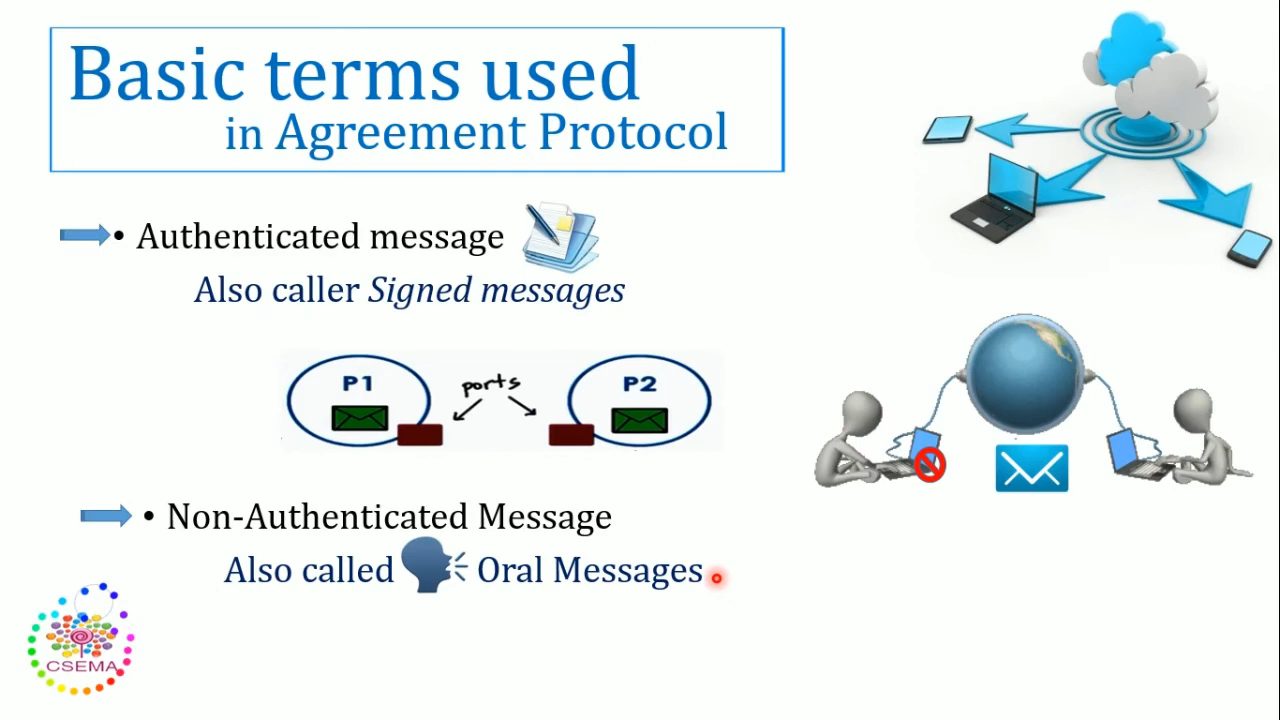 Basic terms used
in Agreement Protocol
• Authenticated message
Also caller Signed messages
P1
ports
P2
• Non-Authenticated Message
Also called Oral Messages
CSEMA